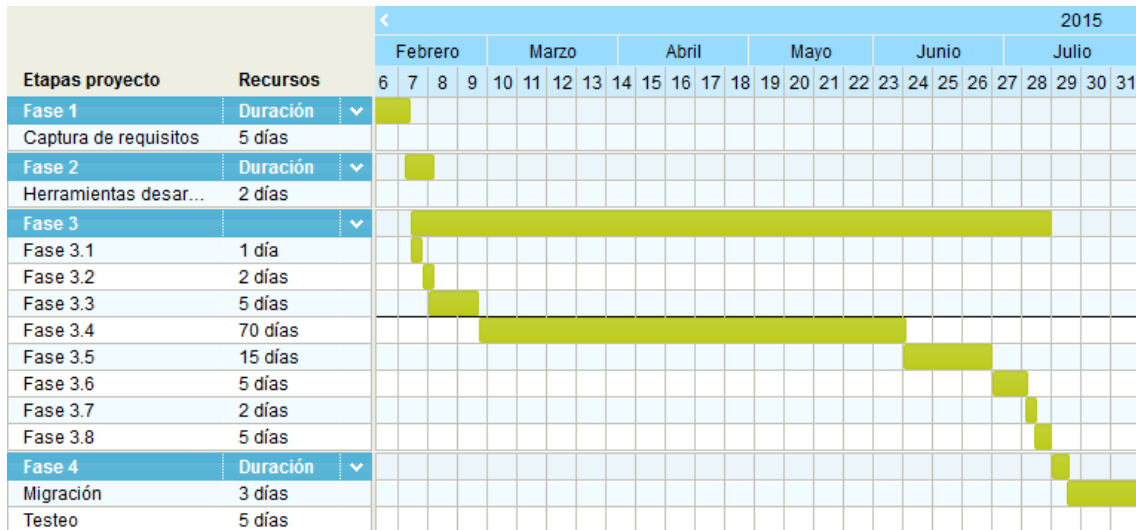 2015
Febrero Marzo Abril Mayo Junio Julio
Etapas proyecto Recursos 6 7 8 9 10 11 12 13 14 15 16 17 18 19 20 21 22 23 24 25 26 27 28 29 30 31
Fase 1 Duración
Captura de requisitos 5 días
Fase 2 Duración
Herramientas desar... 2 días
Fase 3
Fase 3.1 1 día
Fase 3.2 2 días
Fase 3.3 5 días
Fase 3.4 70 días
Fase 3.5 15 días
Fase 3.6 5 días
Fase 3.7 2 días
Fase 3.8 5 días
Fase 4 Duración
Migración 3 días
Testeo 5 días